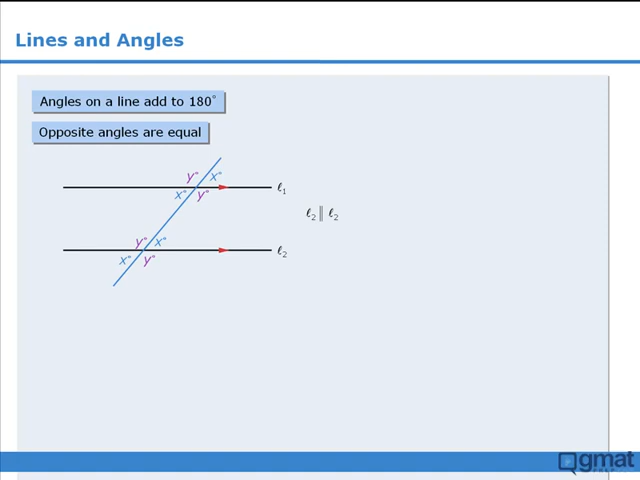 Lines and Angles
Angles on a line add to 180°
Opposite angles are equal
y° x°
x° y°
ℓ1
ℓ2 || ℓ2
y° x°
x° y°
ℓ2
gmat